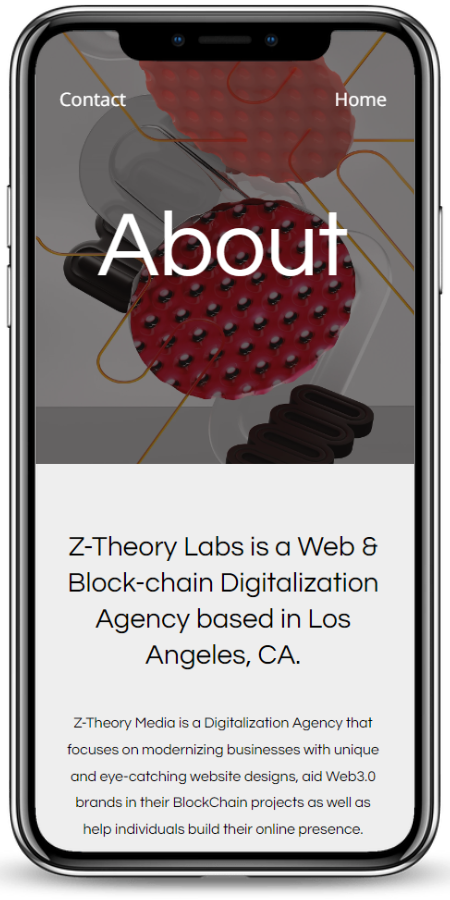 Contact Home
About
Z-Theory Labs is a Web &
Block-chain Digitalization
Agency based in Los
Angeles, CA.
Z-Theory Media is a Digitalization Agency that
focuses on modernizing businesses with unique
and eye-catching website designs, aid Web3.0
brands in their BlockChain projects as well as
help individuals build their online presence.